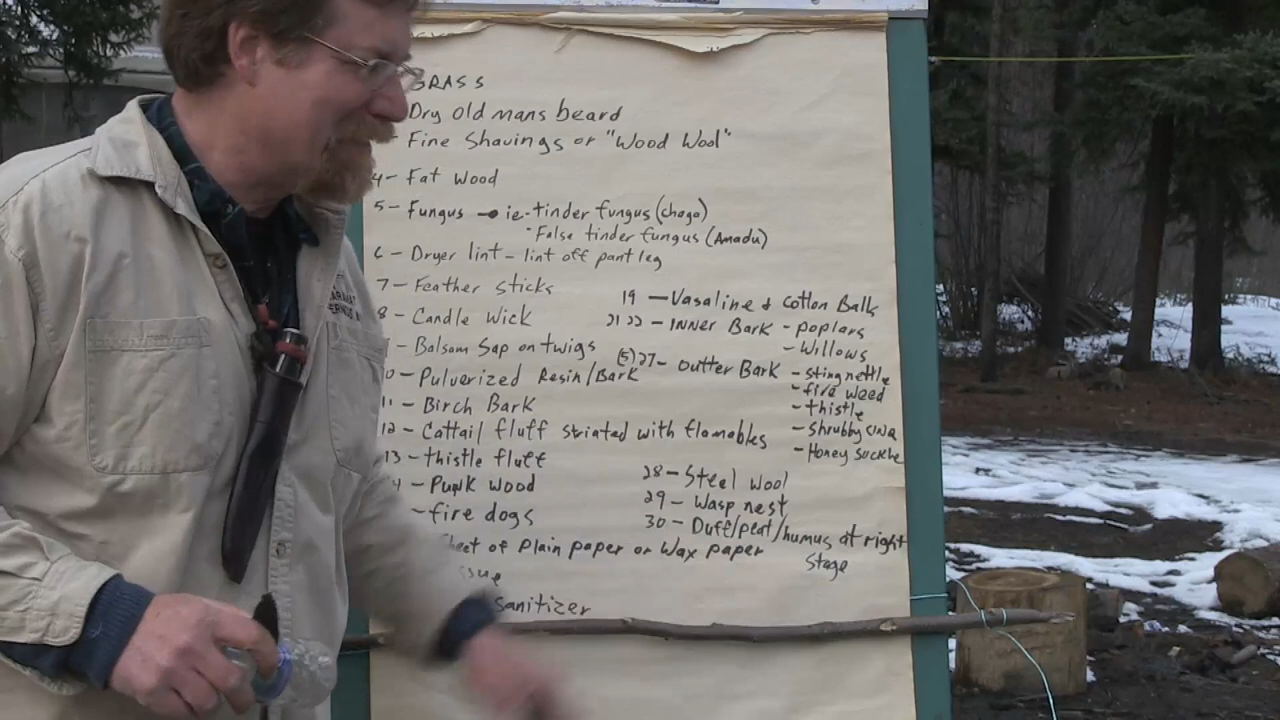 GRASS
Dry Old mans beard
- Fine Shavings or "Wood Wool"
4- Fat Wood
5- Fungus → ie- tinder fungus (chaga)
- False tinder fungus (Amadu)
6- Dryer lint - lint off pant leg
7- Feather sticks
8- Candle Wick
- Balsam Sap on twigs
0- Pulverized Resin/Bark
11- Birch Bark
12- Cattail fluff striated with flamables
13- thistle fluff
4- Punk wood
- fire dogs
Sheet of Plain paper or Wax paper
ssue
sanitizer
19 - Vasaline & Cotton Balls
21 22 - INNER Bark - poplars
- Willows
(5) 27 - Outter Bark - sting nettle
- fire weed
- thistle
- shrubby cinq
- Honey suckle
28 - Steel Wool
29 - Wasp nest
30 - Duff/peat/humus at right
Stage